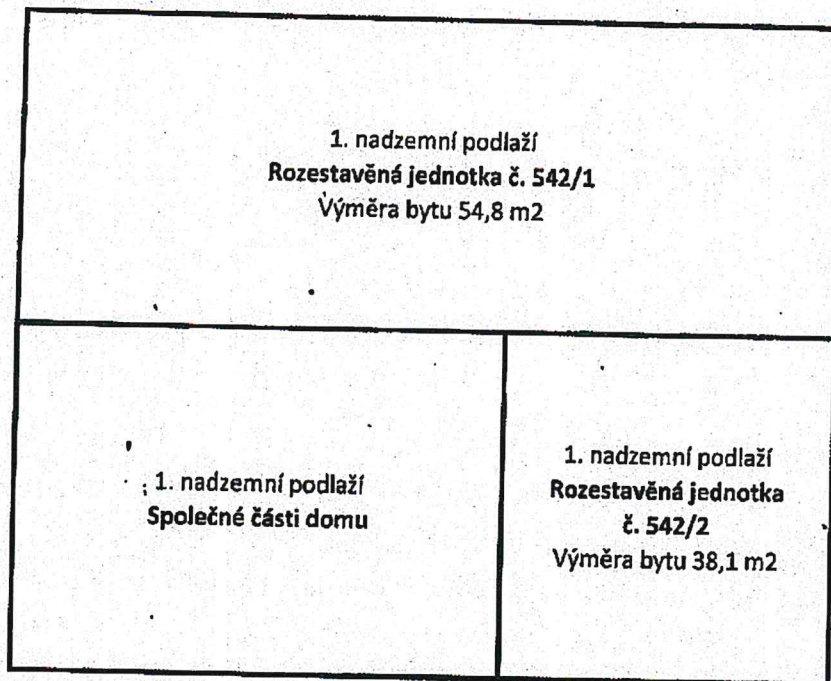 1. nadzemní podlaží
Rozestavěná jednotka č. 542/1
Výměra bytu 54,8 m2
1. nadzemní podlaží
Společné části domu
1. nadzemní podlaží
Rozestavěná jednotka
č. 542/2
Výměra bytu 38,1 m2